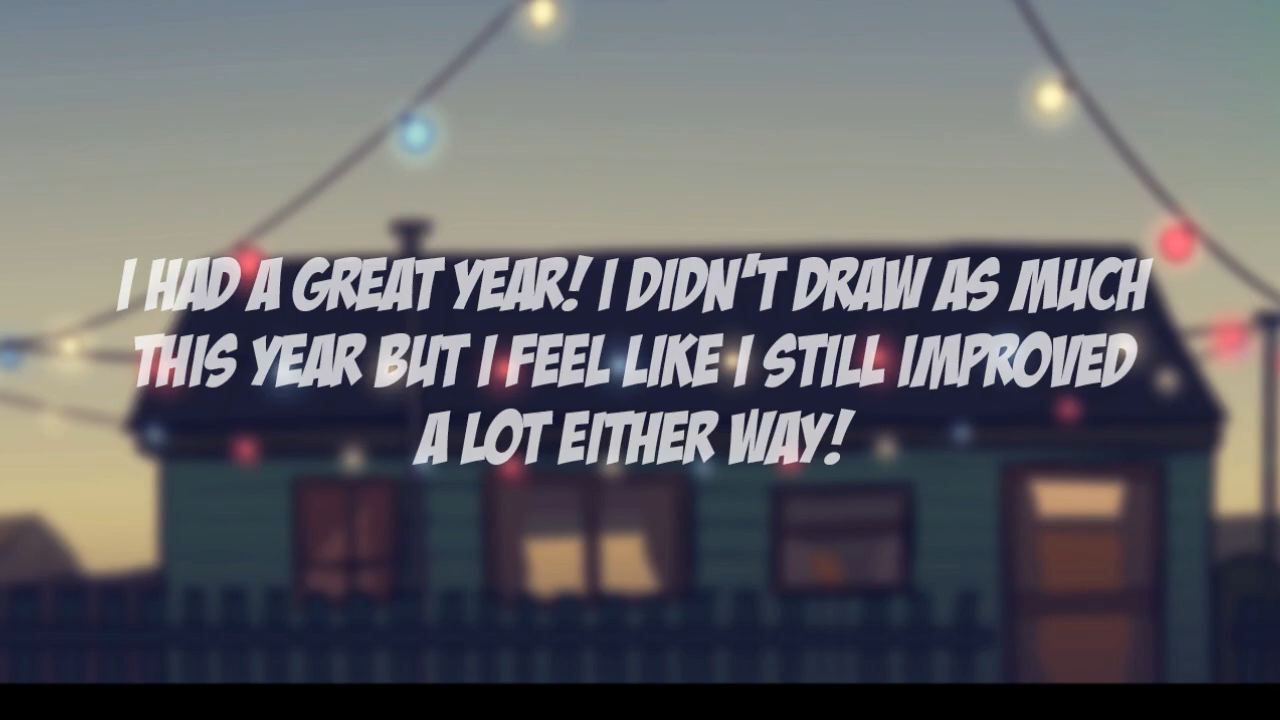 I HAD A GREAT YEAR! I DIDN'T DRAW AS MUCH
THIS YEAR BUT I FEEL LIKE I STILL IMPROVED
A LOT EITHER WAY!